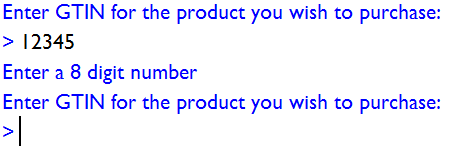 Enter GTIN for the product you wish to purchase:
> 12345
Enter a 8 digit number
Enter GTIN for the product you wish to purchase:
>